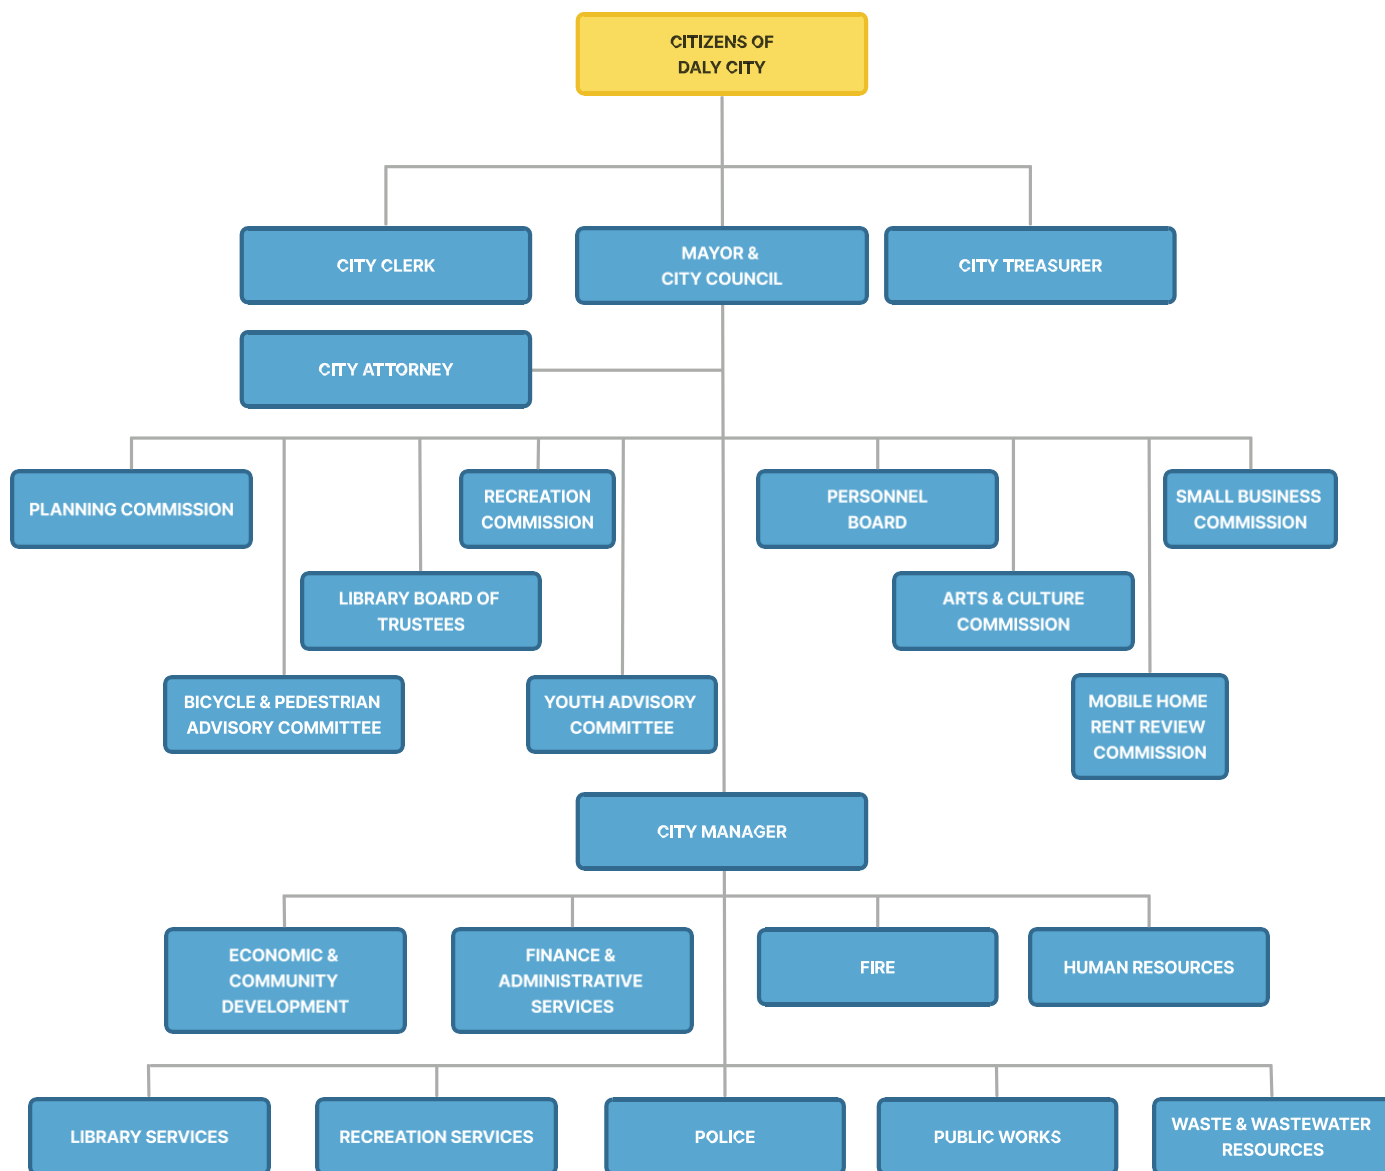 CITIZENS OF
DALY CITY
CITY CLERK
MAYOR &
CITY COUNCIL
CITY TREASURER
CITY ATTORNEY
PLANNING COMMISSION
RECREATION
COMMISSION
PERSONNEL
BOARD
SMALL BUSINESS
COMMISSION
LIBRARY BOARD OF
TRUSTEES
ARTS & CULTURE
COMMISSION
BICYCLE & PEDESTRIAN
ADVISORY COMMITTEE
YOUTH ADVISORY
COMMITTEE
MOBILE HOME
RENT REVIEW
COMMISSION
CITY MANAGER
ECONOMIC &
COMMUNITY
DEVELOPMENT
FINANCE &
ADMINISTRATIVE
SERVICES
FIRE
HUMAN RESOURCES
LIBRARY SERVICES
RECREATION SERVICES
POLICE
PUBLIC WORKS
WASTE & WASTEWATER
RESOURCES